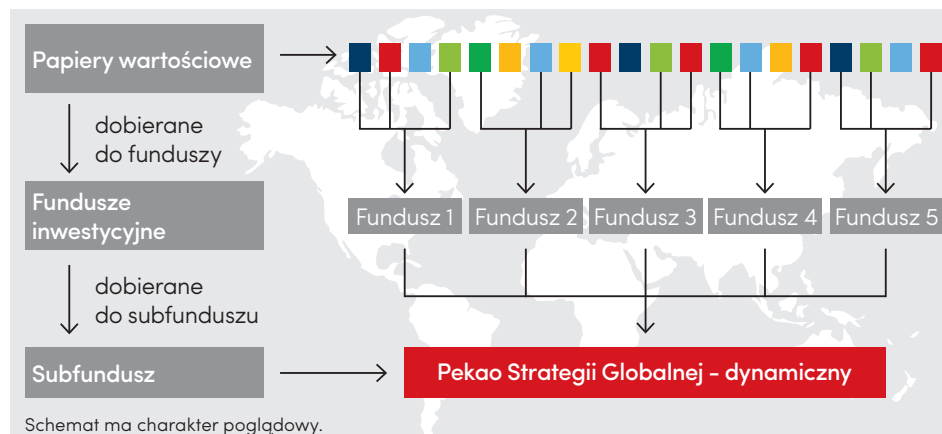 Papiery wartościowe
dobierane
do funduszy
Fundusze
inwestycyjne
Fundusz 1
Fundusz 2
Fundusz 3
Fundusz 4
Fundusz 5
dobierane
do subfunduszu
Subfundusz
Pekao Strategii Globalnej - dynamiczny
Schemat ma charakter poglądowy.